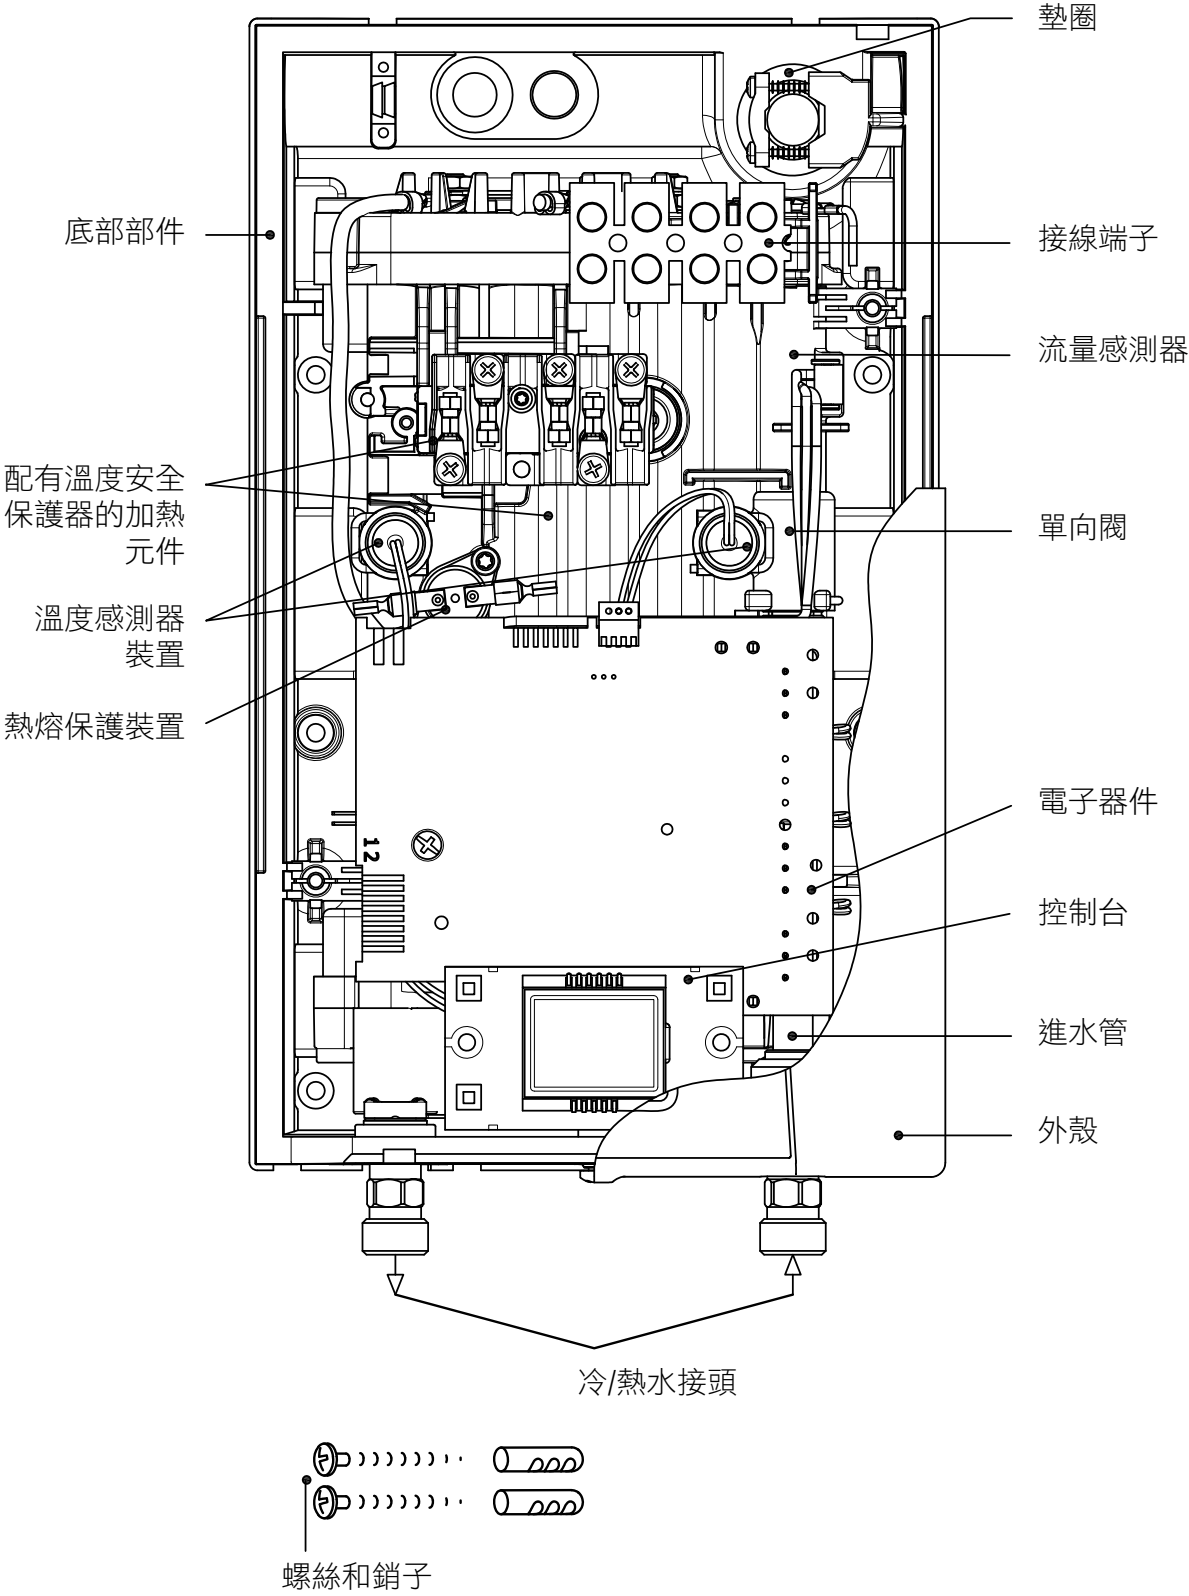 墊圈
底部部件
接線端子
流量感測器
配有溫度安全
保護器的加熱
元件
單向閥
溫度感測器
裝置
熱熔保護裝置
電子器件
12
控制台
進水管
外殼
冷/熱水接頭
螺絲和銷子